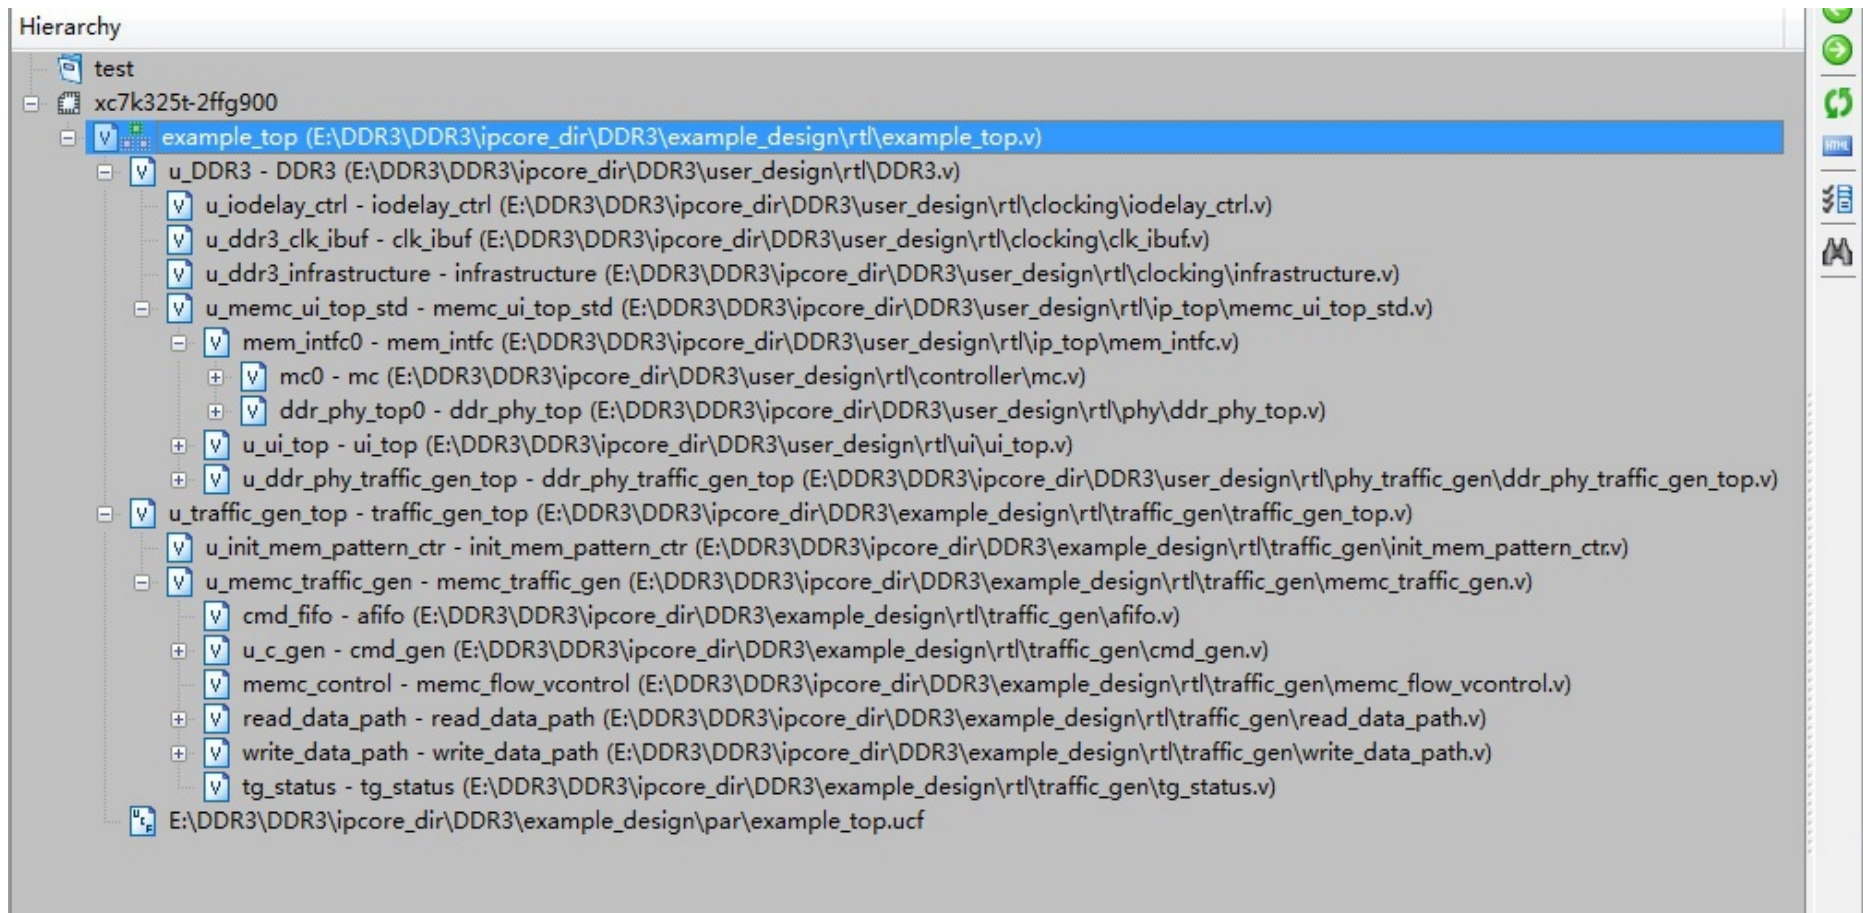 Hierarchy
test
xc7k325t-2ffg900
example_top (E:\DDR3\DDR3\ipcore_dir\DDR3\example_design\rtl\example_top.v)
u_DDR3 - DDR3 (E:\DDR3\DDR3\ipcore_dir\DDR3\user_design\rtl\DDR3.v)
u_iodelay_ctrl - iodelay_ctrl (E:\DDR3\DDR3\ipcore_dir\DDR3\user_design\rtl\clocking\iodelay_ctrl.v)
u_ddr3_clk_ibuf - clk_ibuf (E:\DDR3\DDR3\ipcore_dir\DDR3\user_design\rtl\clocking\clk_ibuf.v)
u_ddr3_infrastructure - infrastructure (E:\DDR3\DDR3\ipcore_dir\DDR3\user_design\rtl\clocking\infrastructure.v)
u_memc_ui_top_std - memc_ui_top_std (E:\DDR3\DDR3\ipcore_dir\DDR3\user_design\rtl\ip_top\memc_ui_top_std.v)
mem_intfc0 - mem_intfc (E:\DDR3\DDR3\ipcore_dir\DDR3\user_design\rtl\ip_top\mem_intfc.v)
mc0 - mc (E:\DDR3\DDR3\ipcore_dir\DDR3\user_design\rtl\controller\mc.v)
ddr_phy_top0 - ddr_phy_top (E:\DDR3\DDR3\ipcore_dir\DDR3\user_design\rtl\phy\ddr_phy_top.v)
u_ui_top - ui_top (E:\DDR3\DDR3\ipcore_dir\DDR3\user_design\rtl\ui\ui_top.v)
u_ddr_phy_traffic_gen_top - ddr_phy_traffic_gen_top (E:\DDR3\DDR3\ipcore_dir\DDR3\user_design\rtl\phy_traffic_gen\ddr_phy_traffic_gen_top.v)
u_traffic_gen_top - traffic_gen_top (E:\DDR3\DDR3\ipcore_dir\DDR3\example_design\rtl\traffic_gen\traffic_gen_top.v)
u_init_mem_pattern_ctr - init_mem_pattern_ctr (E:\DDR3\DDR3\ipcore_dir\DDR3\example_design\rtl\traffic_gen\init_mem_pattern_ctr.v)
u_memc_traffic_gen - memc_traffic_gen (E:\DDR3\DDR3\ipcore_dir\DDR3\example_design\rtl\traffic_gen\memc_traffic_gen.v)
cmd_fifo - afifo (E:\DDR3\DDR3\ipcore_dir\DDR3\example_design\rtl\traffic_gen\afifo.v)
u_c_gen - cmd_gen (E:\DDR3\DDR3\ipcore_dir\DDR3\example_design\rtl\traffic_gen\cmd_gen.v)
memc_control - memc_flow_vcontrol (E:\DDR3\DDR3\ipcore_dir\DDR3\example_design\rtl\traffic_gen\memc_flow_vcontrol.v)
read_data_path - read_data_path (E:\DDR3\DDR3\ipcore_dir\DDR3\example_design\rtl\traffic_gen\read_data_path.v)
write_data_path - write_data_path (E:\DDR3\DDR3\ipcore_dir\DDR3\example_design\rtl\traffic_gen\write_data_path.v)
tg_status - tg_status (E:\DDR3\DDR3\ipcore_dir\DDR3\example_design\rtl\traffic_gen\tg_status.v)
E:\DDR3\DDR3\ipcore_dir\DDR3\example_design\par\example_top.ucf